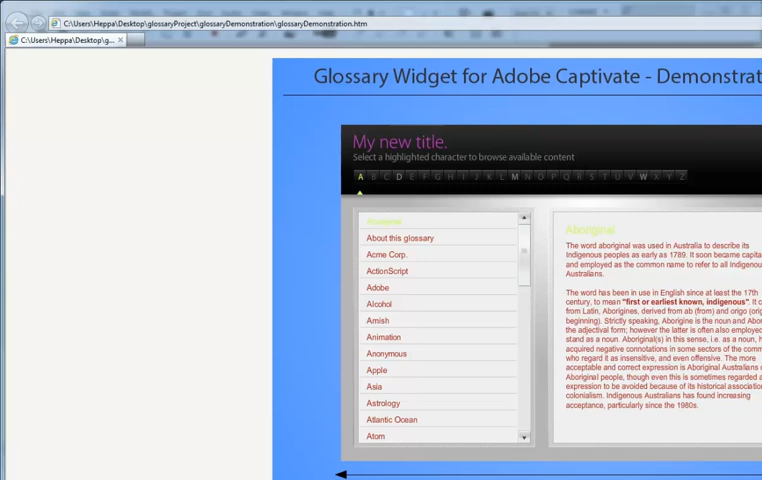 C:\Users\Heppa\Desktop\glossaryProject\glossaryDemonstration\glossaryDemonstration.htm
C:\Users\Heppa\Desktop\g...
Glossary Widget for Adobe Captivate - Demonstrat
My new title.
Select a highlighted character to browse available content
A B C D E F G H I J K L M N O P Q R S T U V W X Y Z
About this glossary
Acme Corp.
ActionScript
Adobe
Alcohol
Amish
Animation
Anonymous
Apple
Asia
Astrology
Atlantic Ocean
Atom
Aboriginal
The word aboriginal was used in Australia to describe its
Indigenous peoples as early as 1789. It soon became capita
and employed as the common name to refer to all Indigenou
Australians.
The word has been in use in English since at least the 17th
century, to mean "first or earliest known, indigenous". It c
from Latin, Aborigines, derived from ab (from) and origo (orig
beginning). Strictly speaking, Aborigine is the noun and Abor
the adjectival form; however the latter is often also employed
stand as a noun. Aboriginal(s) in this sense, i.e. as a noun, h
acquired negative connotations in some sectors of the comm
who regard it as insensitive, and even offensive. The more
acceptable and correct expression is Aboriginal Australians o
Aboriginal people, though even this is sometimes regarded a
expression to be avoided because of its historical association
colonialism. Indigenous Australians has found increasing
acceptance, particularly since the 1980s.